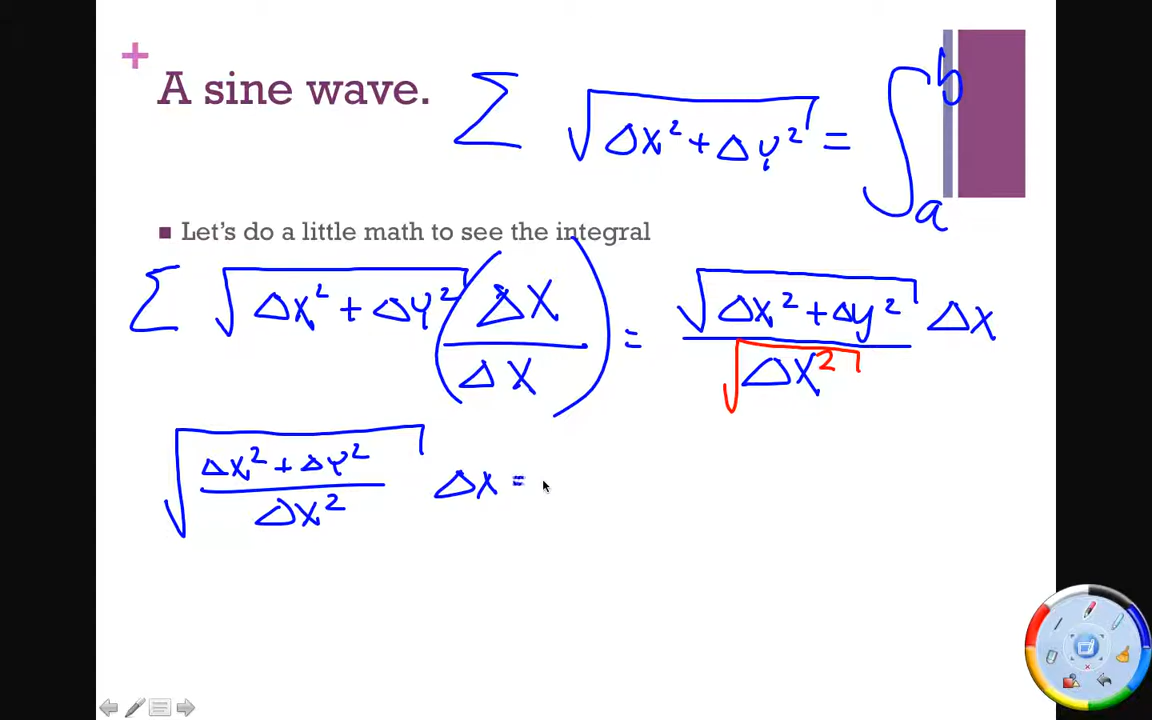 +
A sine wave. Σ √(Δx² + Δy²) = ∫ₐᵇ
■ Let's do a little math to see the integral
Σ √(Δx² + Δy²) (Δx/Δx) = √(Δx² + Δy²)/√(Δx²) Δx
√((Δx² + Δy²)/Δx²) Δx =